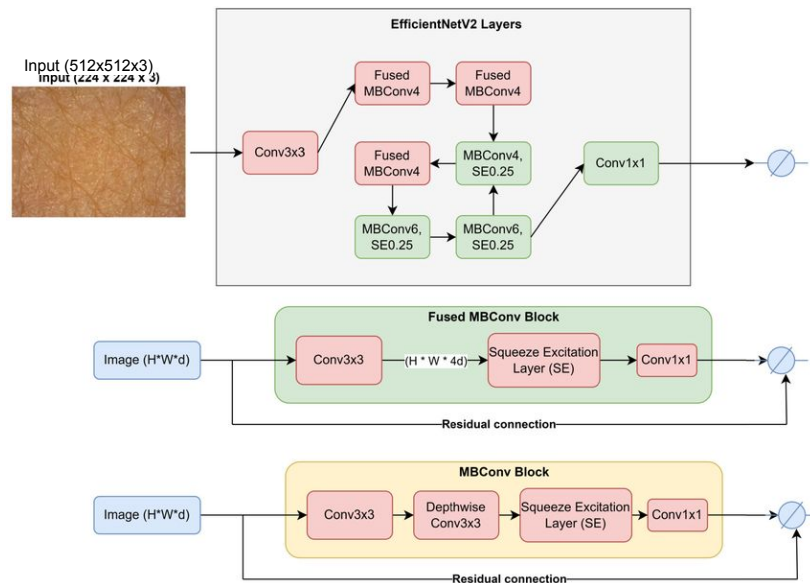 EfficientNetV2 Layers
Input (512x512x3)
Input (224 x 224 x 3)
Fused
MBConv4
Fused
MBConv4
Conv3x3
Fused
MBConv4
MBConv4,
SE0.25
Conv1x1
MBConv6,
SE0.25
MBConv6,
SE0.25
Fused MBConv Block
Image (H*W*d)
Conv3x3
(H * W * 4d)
Squeeze Excitation
Layer (SE)
Conv1x1
Residual connection
MBConv Block
Image (H*W*d)
Conv3x3
Depthwise
Conv3x3
Squeeze Excitation
Layer (SE)
Conv1x1
Residual connection